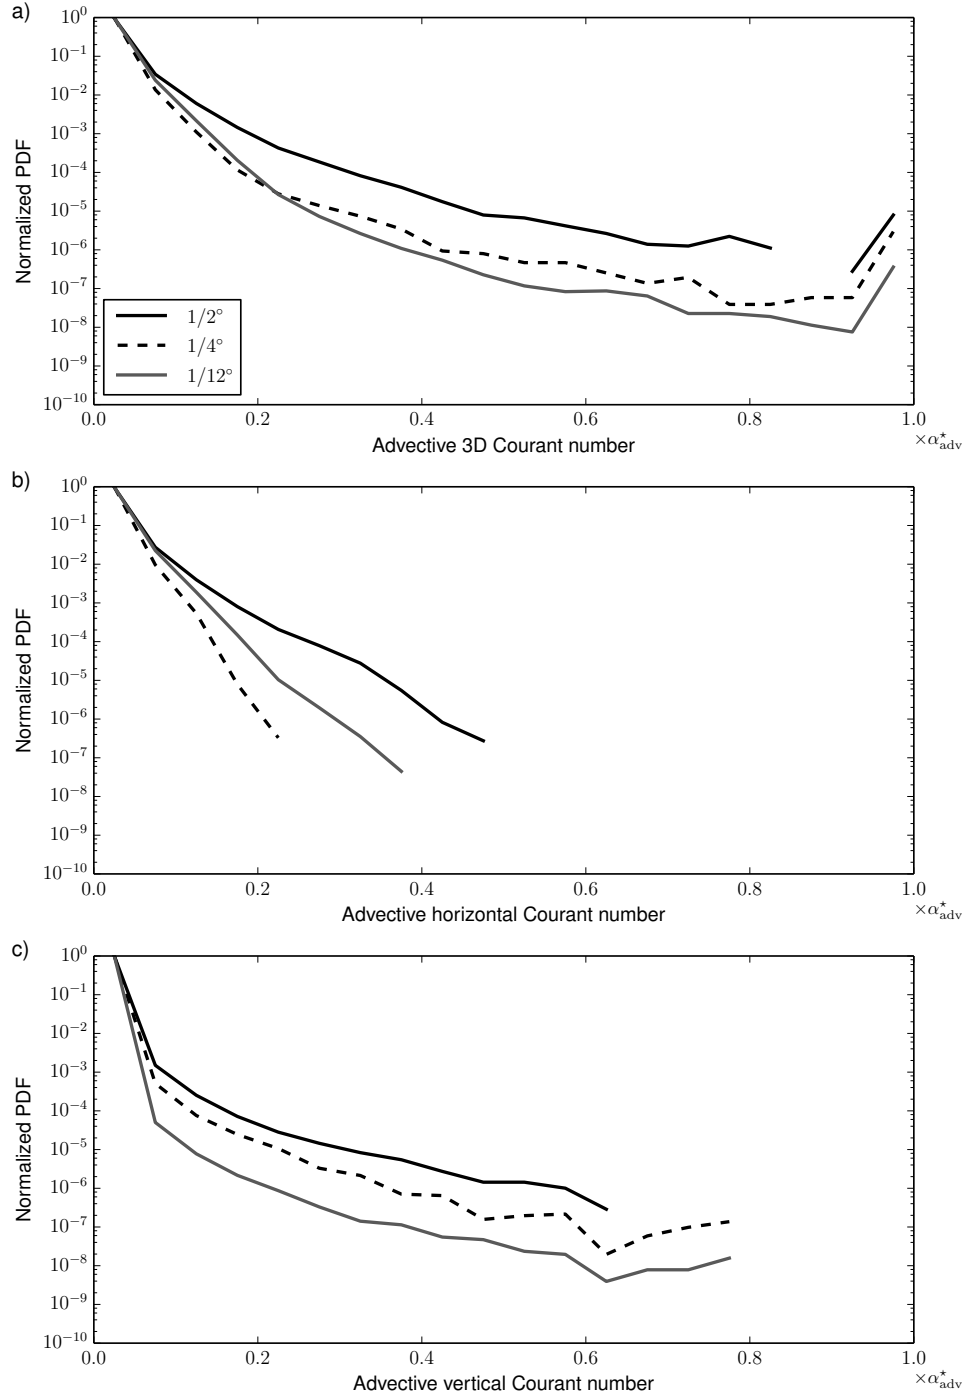 a)
10⁰
10⁻¹
10⁻²
10⁻³
10⁻⁴
10⁻⁵
10⁻⁶
10⁻⁷
10⁻⁸
10⁻⁹
10⁻¹⁰
Normalized PDF
1/2°
1/4°
1/12°
0.0 0.2 0.4 0.6 0.8 1.0
Advective 3D Courant number
×α⋆adv
b)
10⁰
10⁻¹
10⁻²
10⁻³
10⁻⁴
10⁻⁵
10⁻⁶
10⁻⁷
10⁻⁸
10⁻⁹
10⁻¹⁰
Normalized PDF
0.0 0.2 0.4 0.6 0.8 1.0
Advective horizontal Courant number
×α⋆adv
c)
10⁰
10⁻¹
10⁻²
10⁻³
10⁻⁴
10⁻⁵
10⁻⁶
10⁻⁷
10⁻⁸
10⁻⁹
10⁻¹⁰
Normalized PDF
0.0 0.2 0.4 0.6 0.8 1.0
Advective vertical Courant number
×α⋆adv